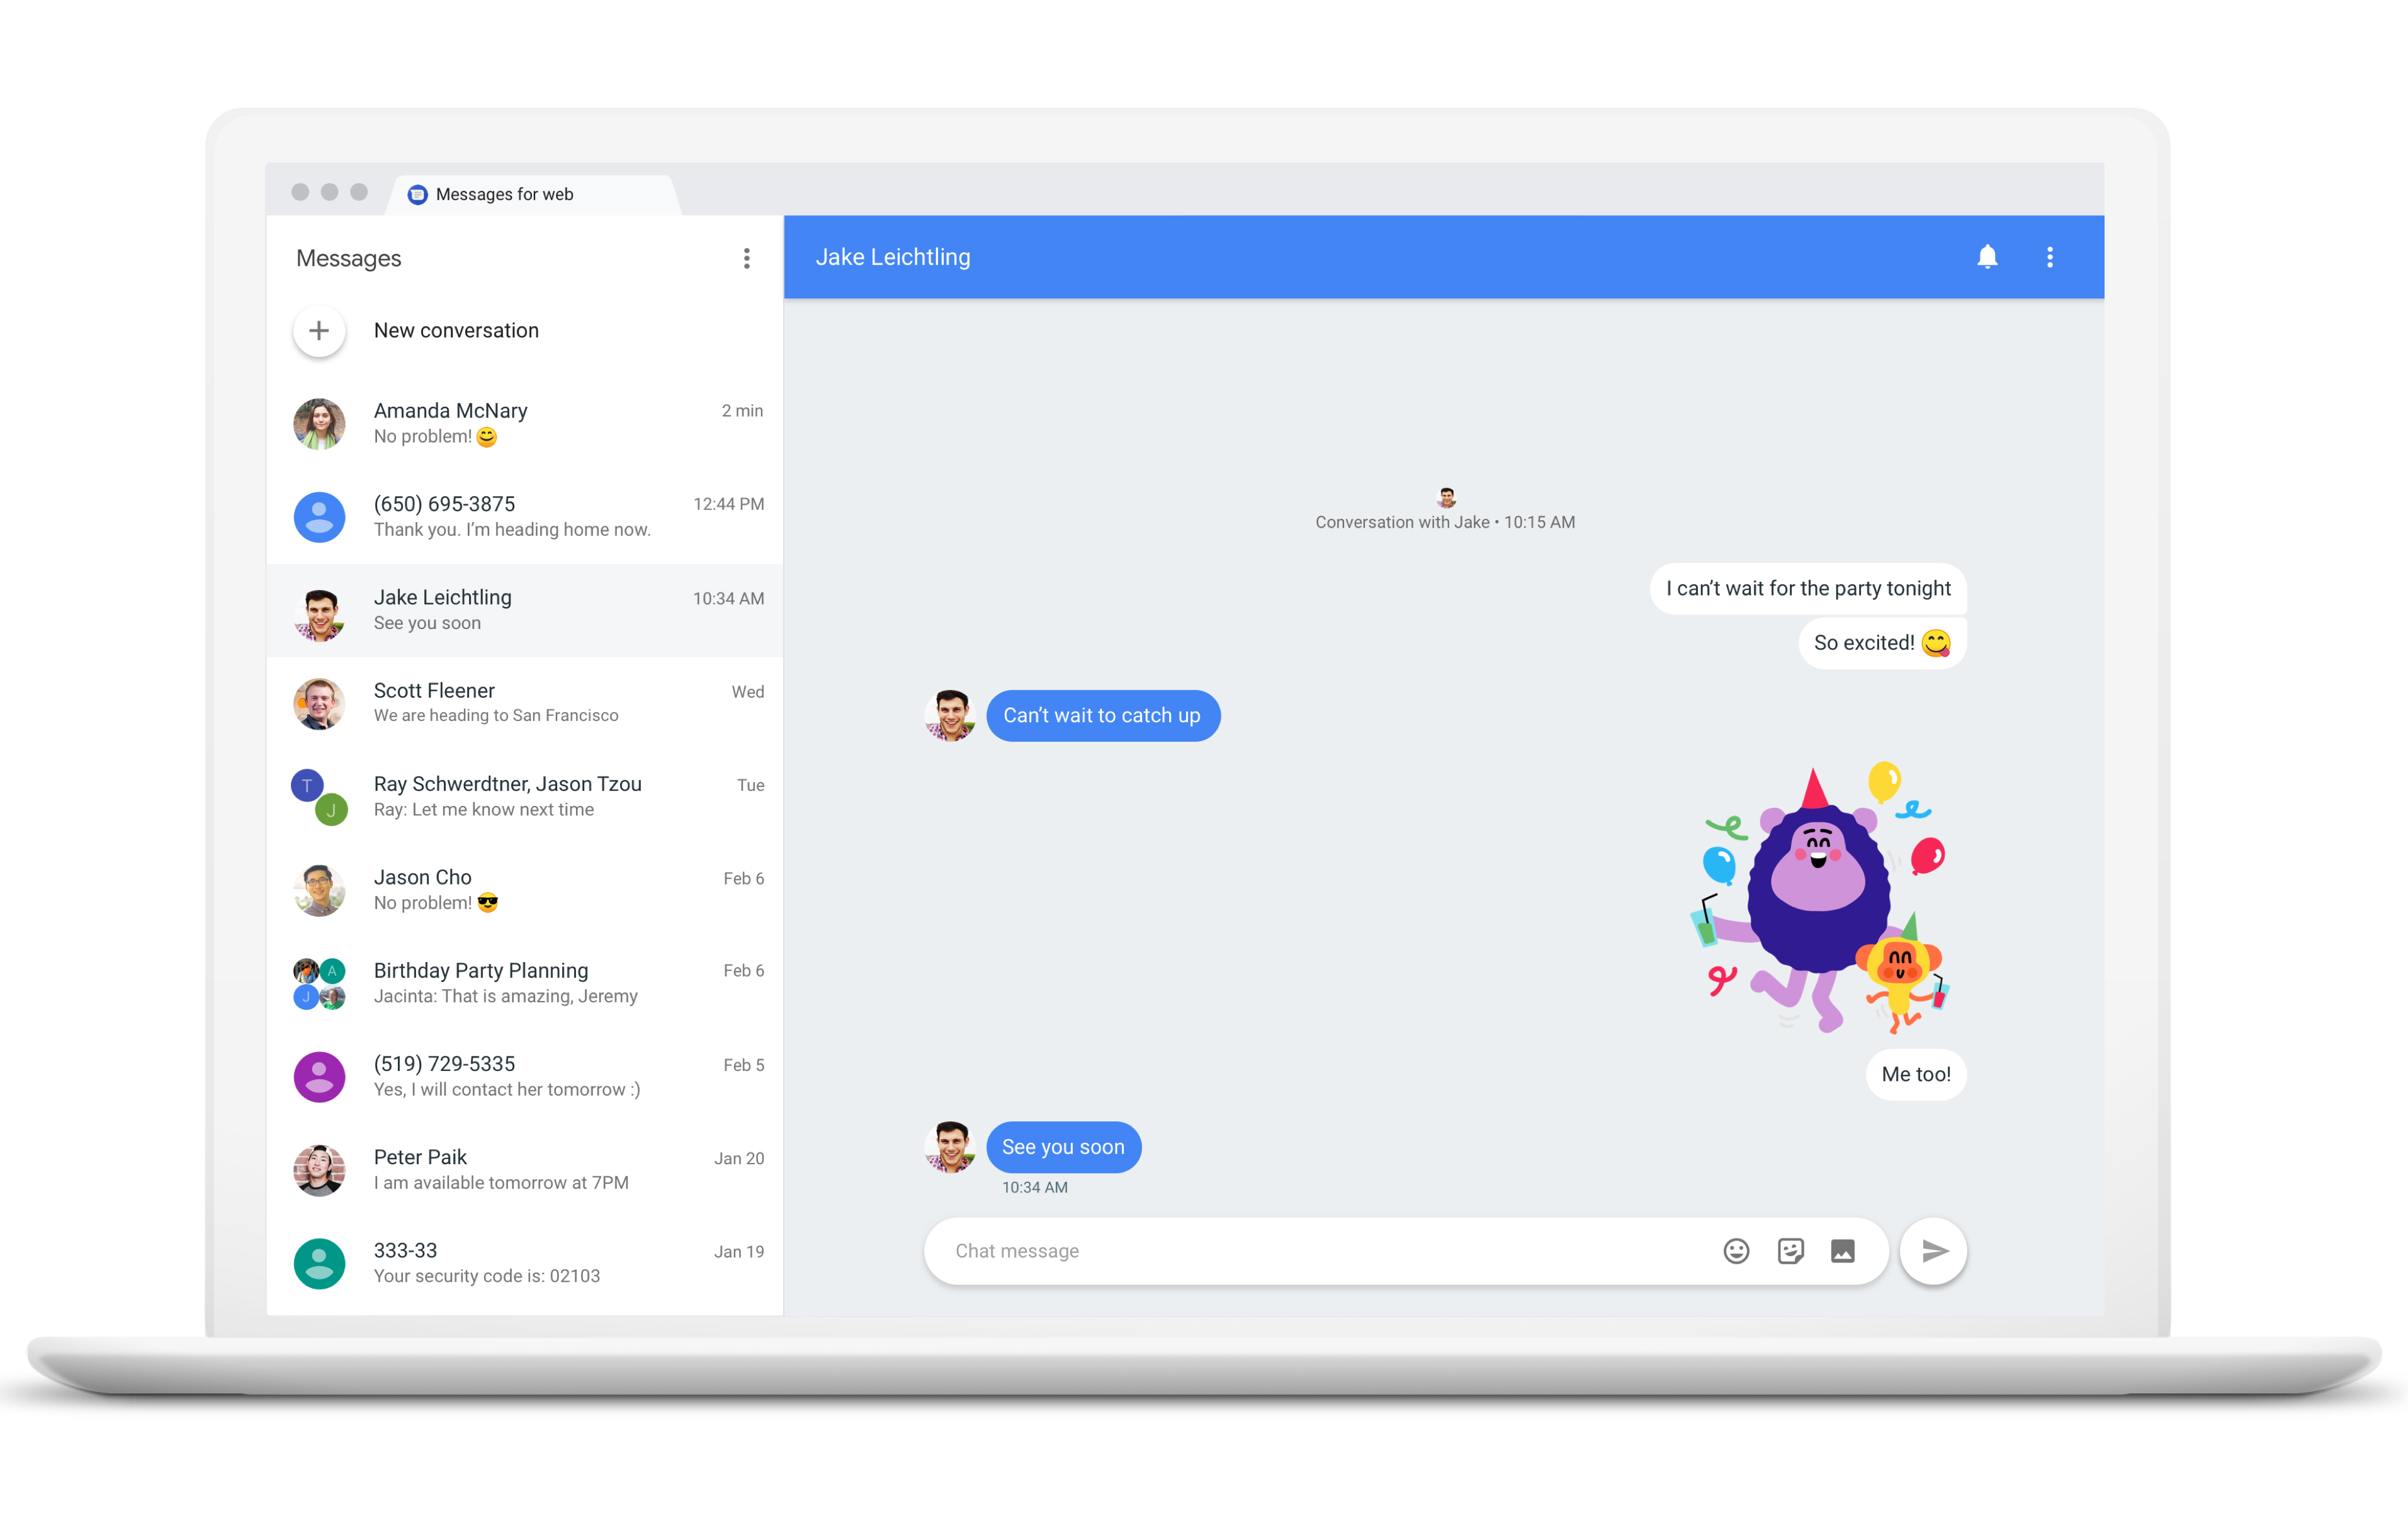 Messages for web
Messages
New conversation
Amanda McNary 2 min
No problem! 😊
(650) 695-3875 12:44 PM
Thank you. I’m heading home now.
Jake Leichtling 10:34 AM
See you soon
Scott Fleener Wed
We are heading to San Francisco
T
J
Ray Schwerdtner, Jason Tzou Tue
Ray: Let me know next time
Jason Cho Feb 6
No problem! 😎
A
J
Birthday Party Planning Feb 6
Jacinta: That is amazing, Jeremy
(519) 729-5335 Feb 5
Yes, I will contact her tomorrow :)
Peter Paik Jan 20
I am available tomorrow at 7PM
333-33 Jan 19
Your security code is: 02103
Jake Leichtling
Conversation with Jake • 10:15 AM
I can’t wait for the party tonight
So excited! 😋
Can’t wait to catch up
Me too!
See you soon
10:34 AM
Chat message